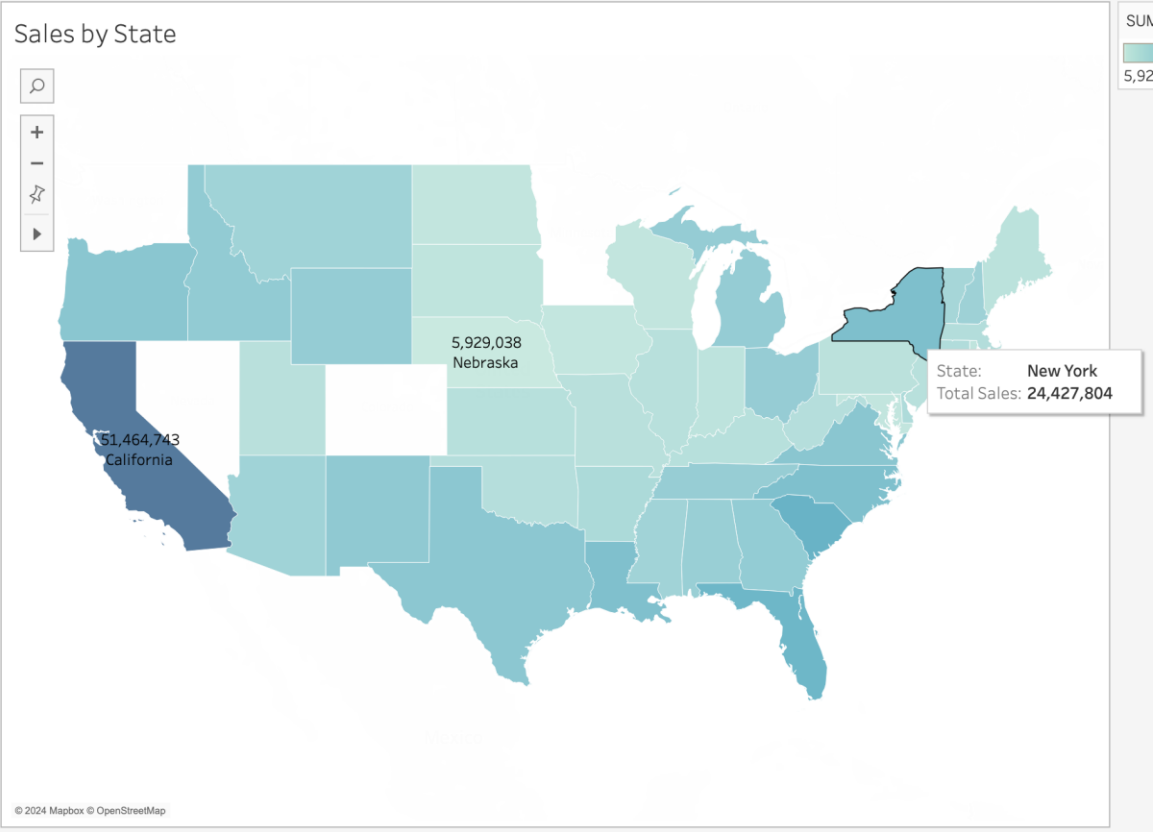 Sales by State
SUM
5,92
5,929,038
Nebraska
State: New York
Total Sales: 24,427,804
51,464,743
California
© 2024 Mapbox © OpenStreetMap